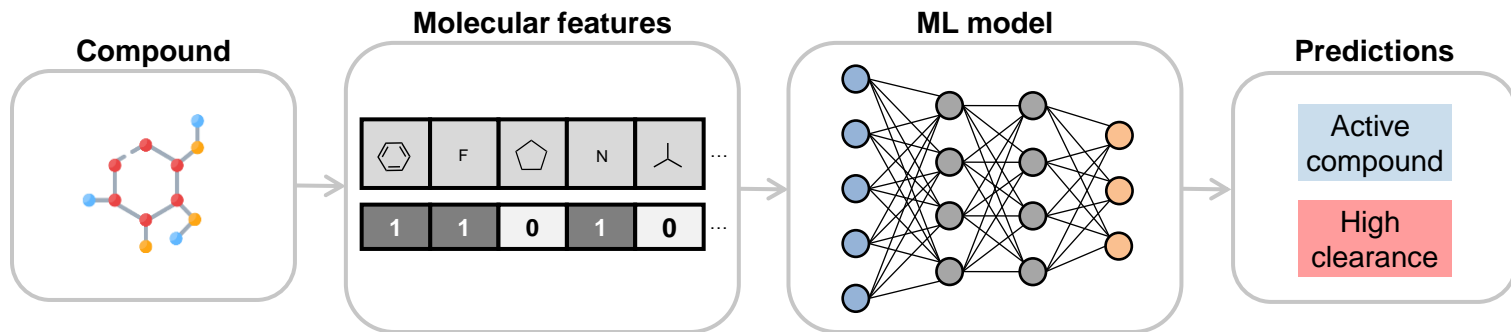 Compound
Molecular features
ML model
Predictions
F
N
...
1 1 0 1 0 ...
Active
compound
High
clearance